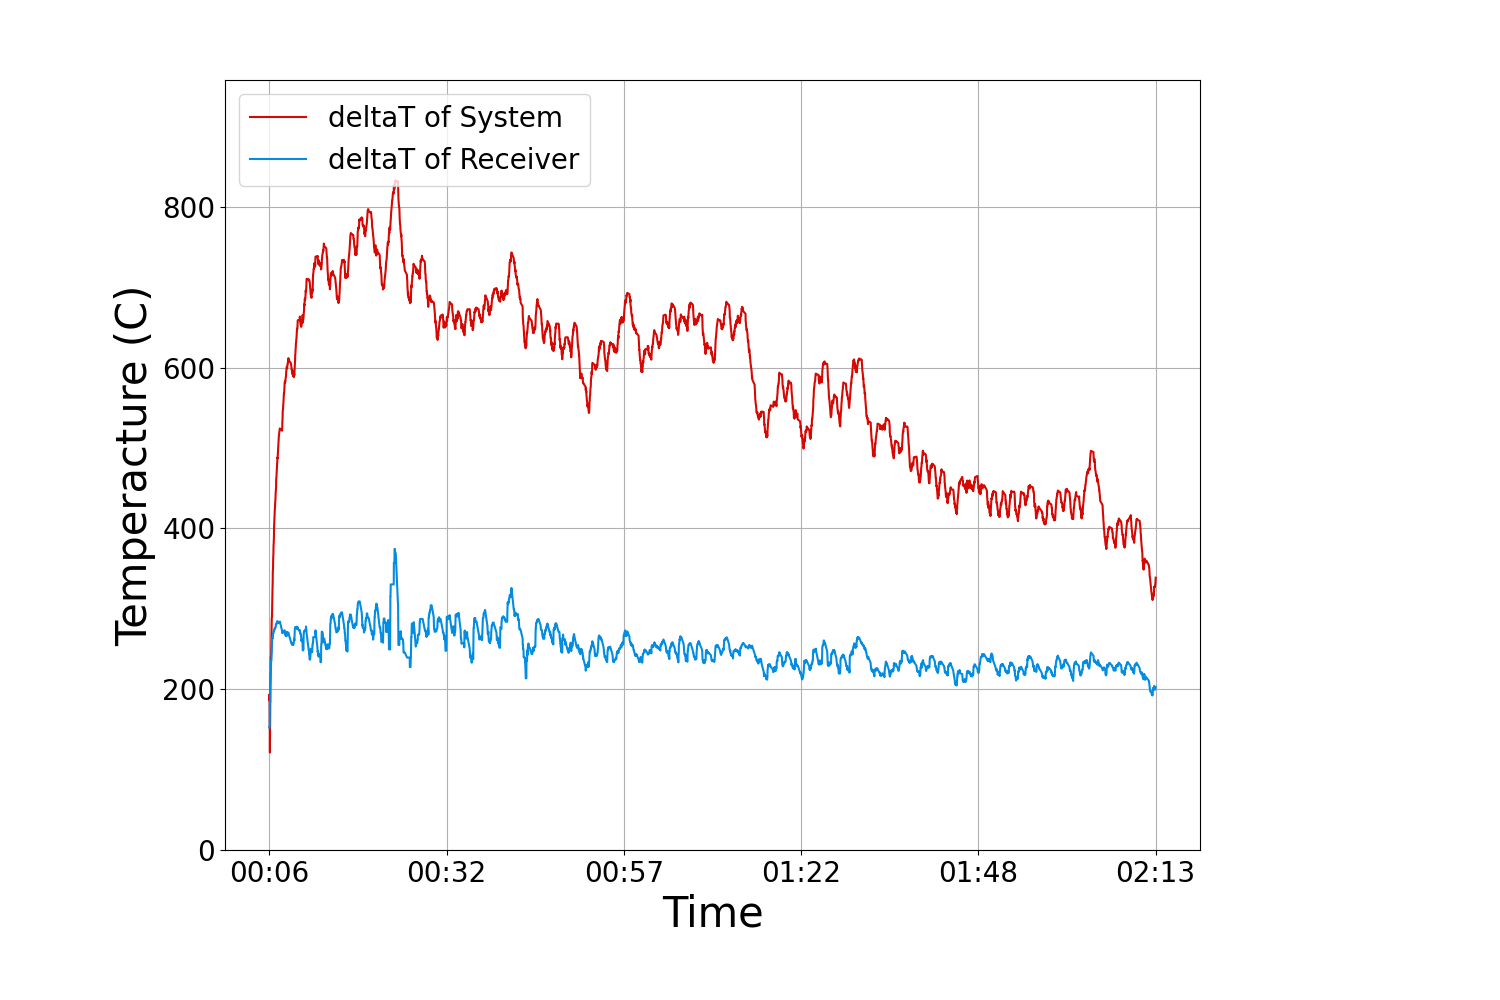 deltaT of System
deltaT of Receiver
Temperacture (C)
800
600
400
200
0
00:06 00:32 00:57 01:22 01:48 02:13
Time